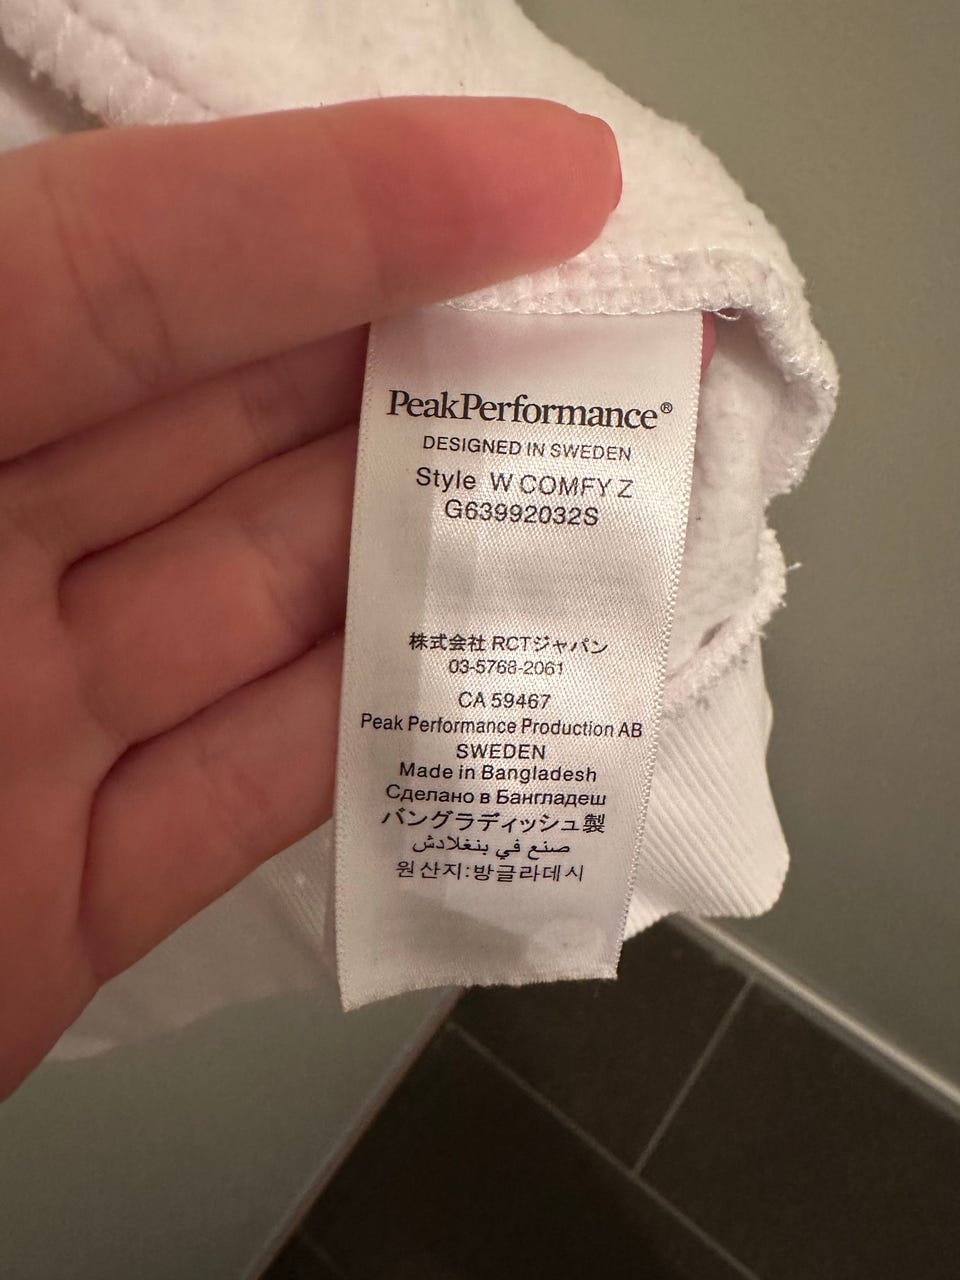 PeakPerformance®
DESIGNED IN SWEDEN
Style W COMFY Z
G63992032S
株式会社 RCTジャパン
03-5768-2061
CA 59467
Peak Performance Production AB
SWEDEN
Made in Bangladesh
Сделано в Бангладеш
バングラディッシュ製
صنع في بنغلادش
원산지:방글라데시